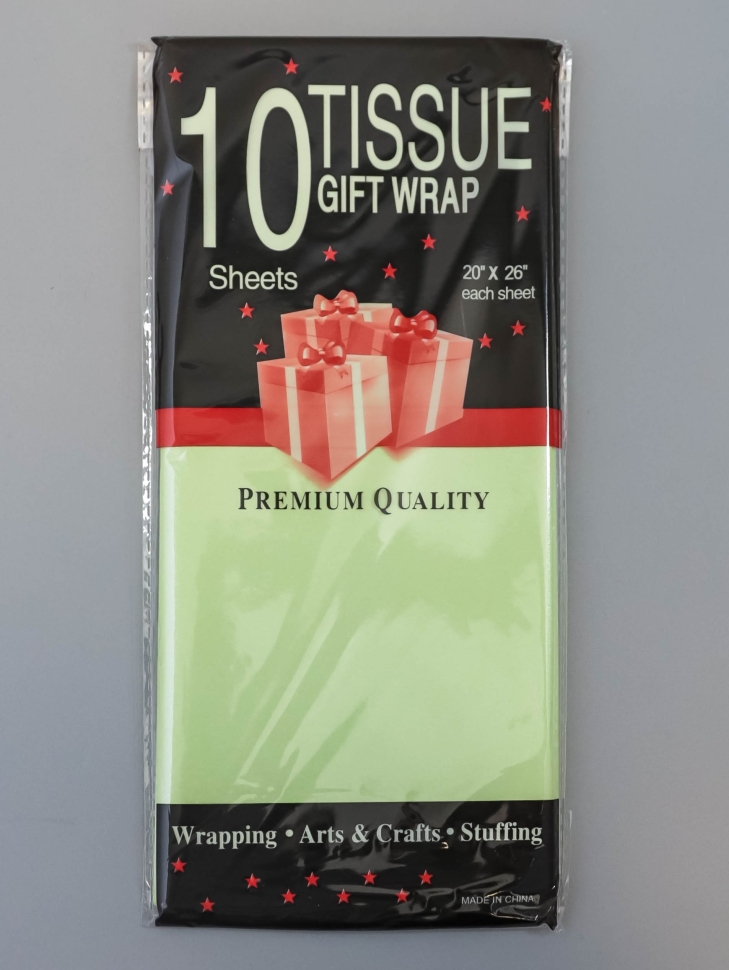 10 TISSUE
GIFT WRAP
Sheets
20" X 26"
each sheet
PREMIUM QUALITY
Wrapping • Arts & Crafts • Stuffing
MADE IN CHINA